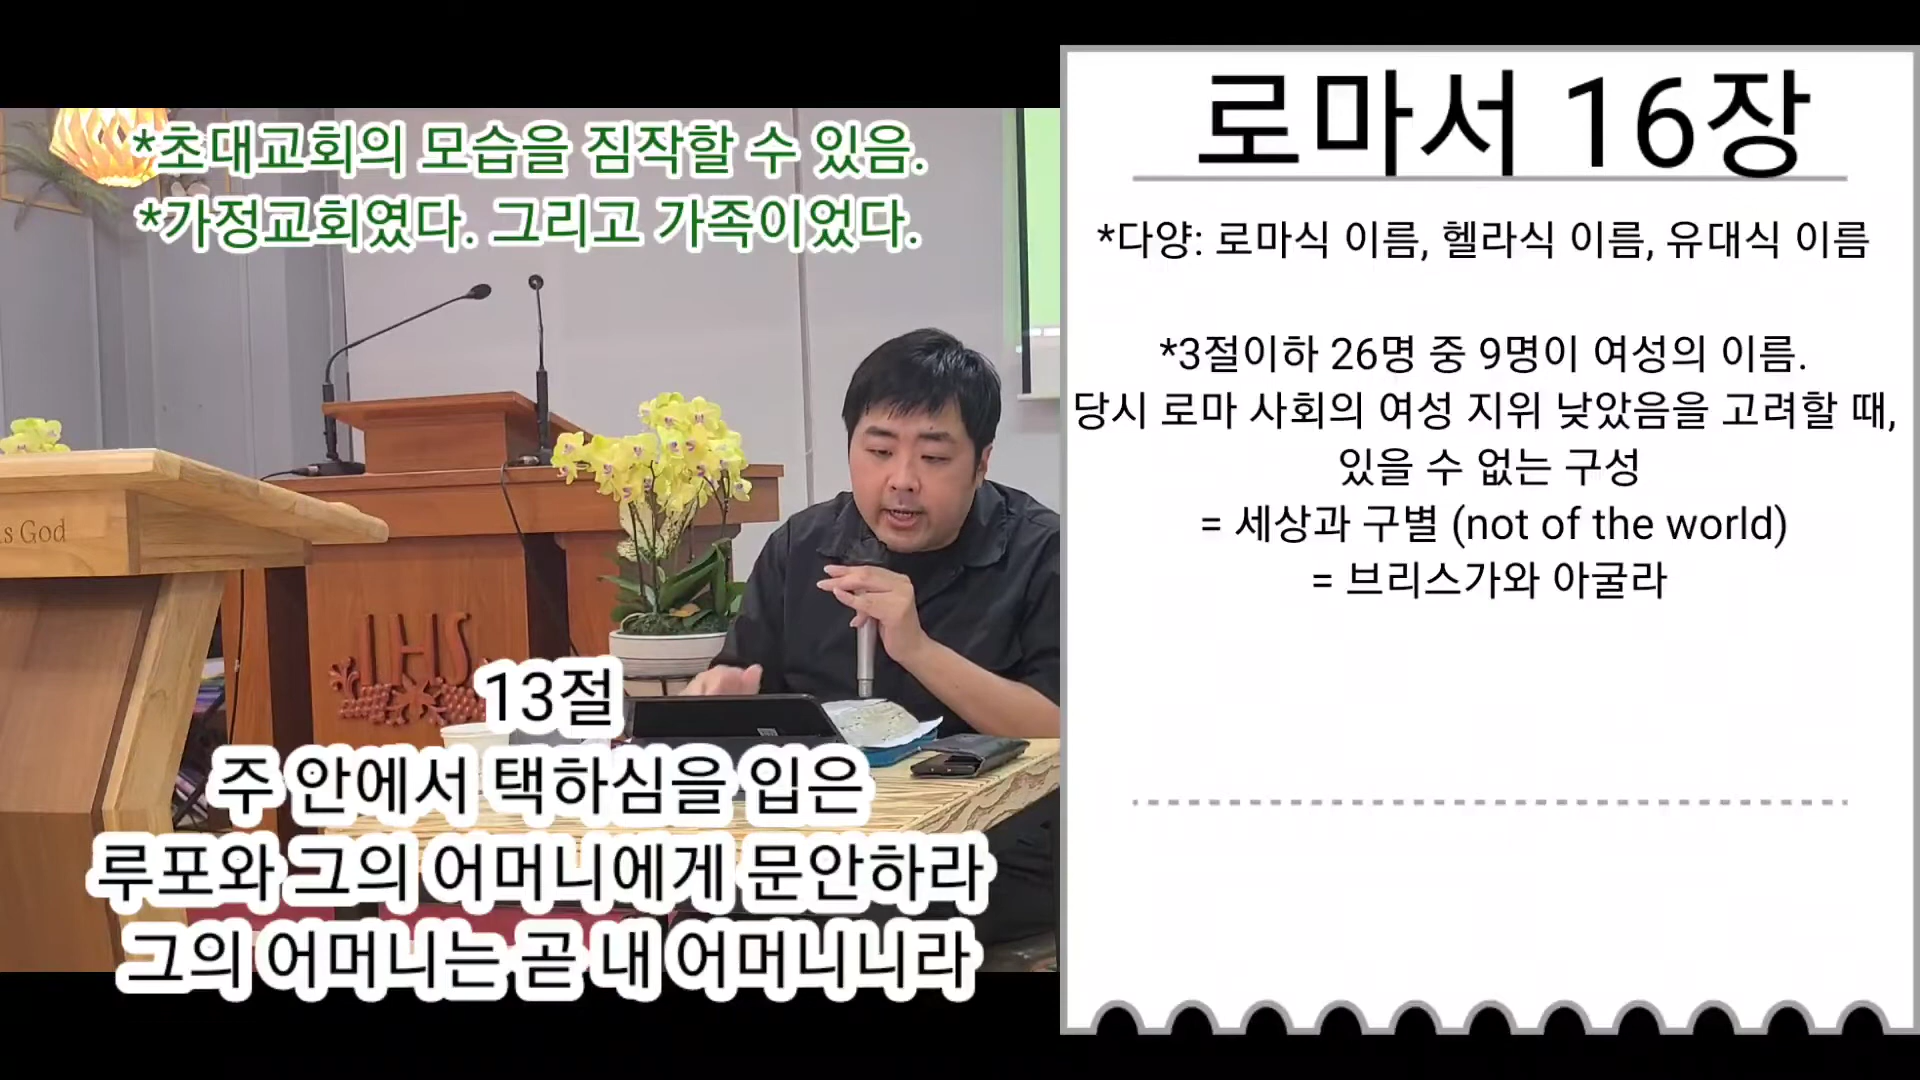 *초대교회의 모습을 짐작할 수 있음.
*가정교회였다. 그리고 가족이었다.
s God
IHS
13절
주 안에서 택하심을 입은
루포와 그의 어머니에게 문안하라
그의 어머니는 곧 내 어머니니라
로마서 16장
*다양: 로마식 이름, 헬라식 이름, 유대식 이름
*3절이하 26명 중 9명이 여성의 이름.
당시 로마 사회의 여성 지위 낮았음을 고려할 때,
있을 수 없는 구성
= 세상과 구별 (not of the world)
= 브리스가와 아굴라